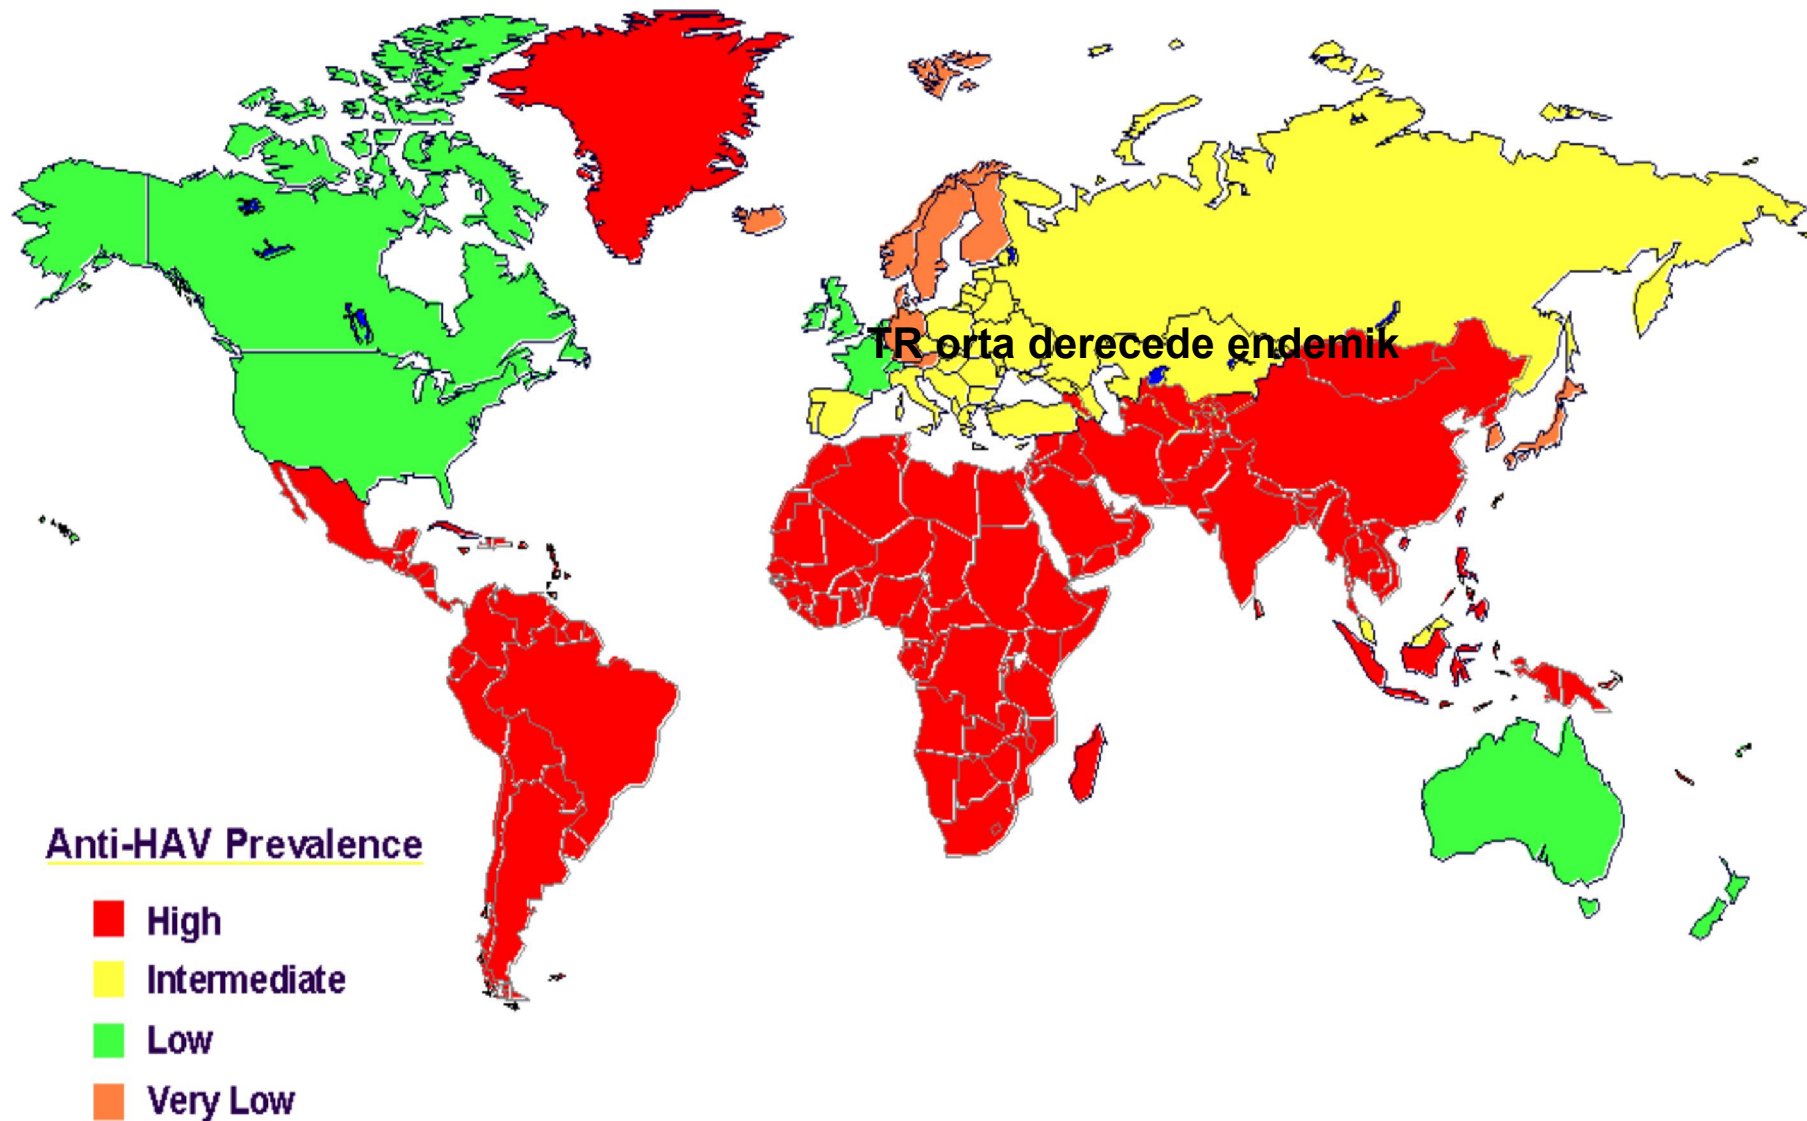 TR orta derecede endemik
Anti-HAV Prevalence
High
Intermediate
Low
Very Low